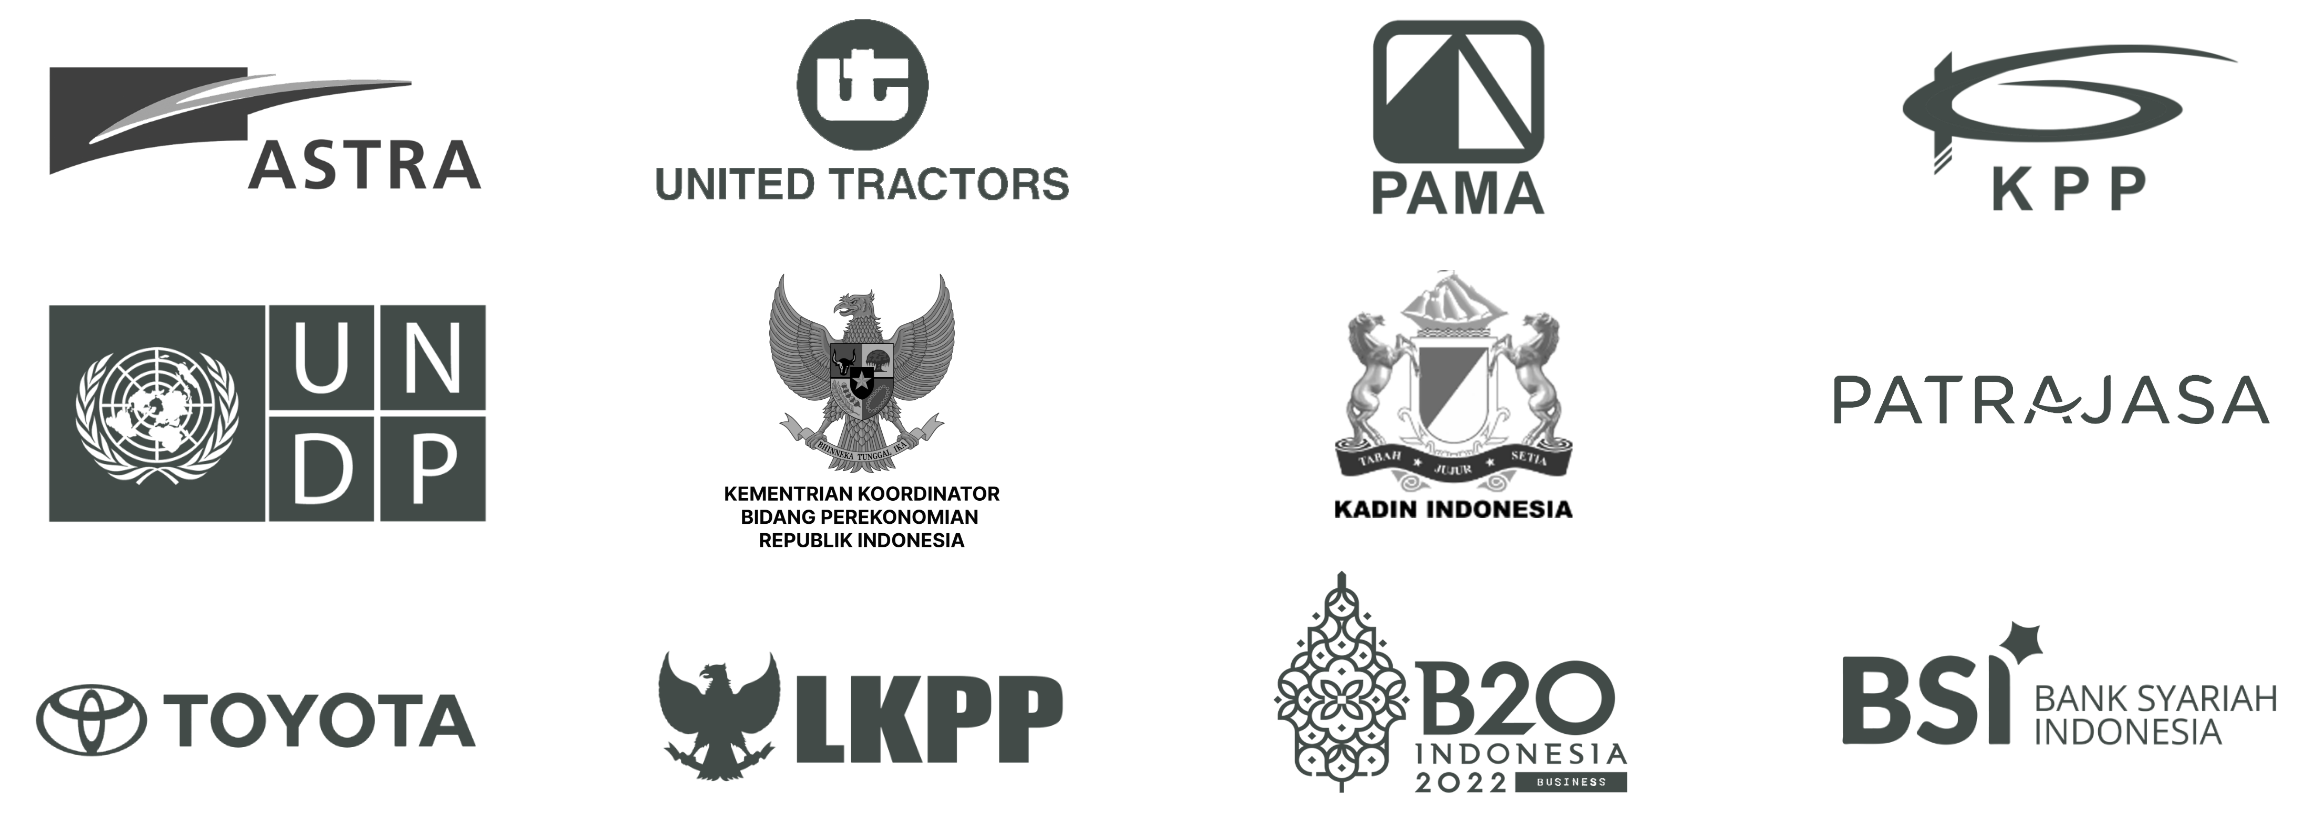 ASTRA
ut
UNITED TRACTORS
PAMA
KPP
U N
D P
BHINNEKA TUNGGAL IKA
KEMENTRIAN KOORDINATOR
BIDANG PEREKONOMIAN
REPUBLIK INDONESIA
TABAH ★ JUJUR ★ SETIA
KADIN INDONESIA
PATRAJASA
TOYOTA
LKPP
B20
INDONESIA
2022 BUSINESS
BSI
BANK SYARIAH
INDONESIA